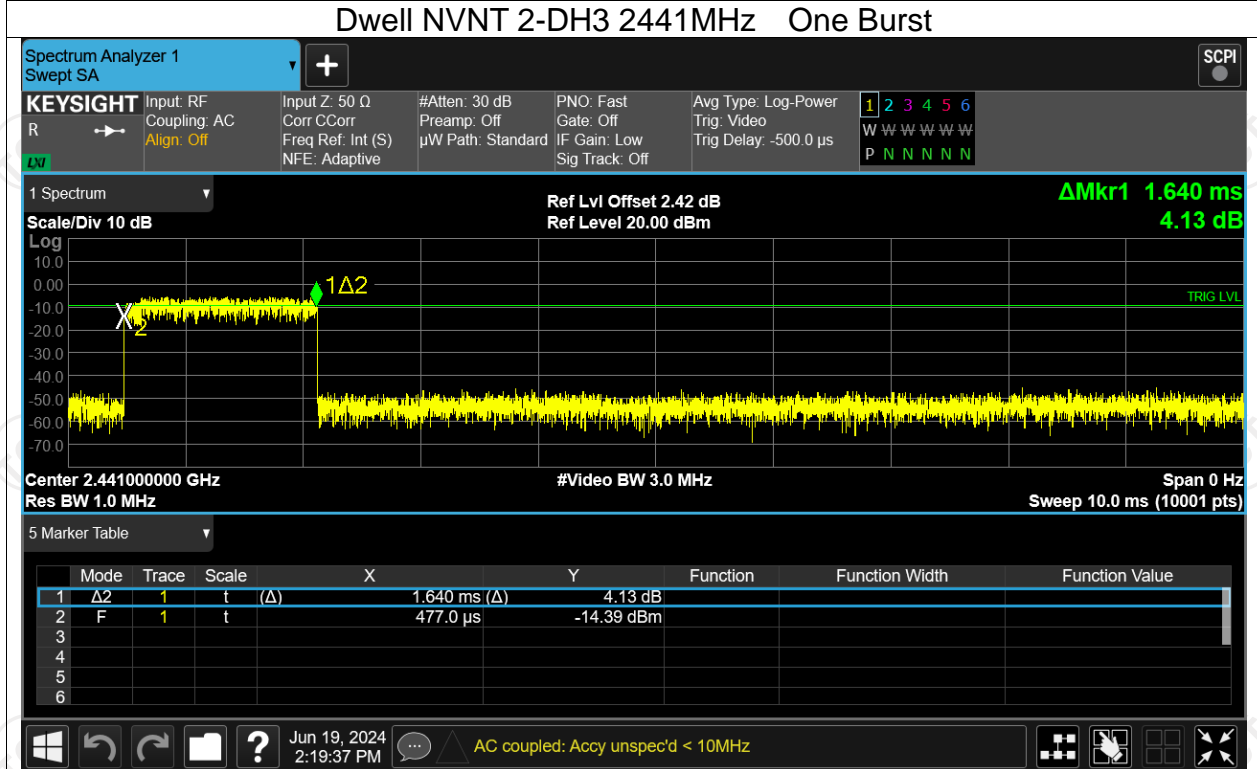 Dwell NVNT 2-DH3 2441MHz One Burst
Spectrum Analyzer 1
Swept SA
+
SCPI
KEYSIGHT Input: RF Input Z: 50 Ω #Atten: 30 dB PNO: Fast Avg Type: Log-Power 1 2 3 4 5 6
R Coupling: AC Corr CCorr Preamp: Off Gate: Off Trig: Video
Align: Off Freq Ref: Int (S) µW Path: Standard IF Gain: Low Trig Delay: -500.0 µs W W W W W W
LXI NFE: Adaptive Sig Track: Off P N N N N N
1 Spectrum Ref Lvl Offset 2.42 dB ΔMkr1 1.640 ms
Scale/Div 10 dB Ref Level 20.00 dBm 4.13 dB
Log
10.0
0.00 1Δ2
-10.0 TRIG LVL
X2
-20.0
-30.0
-40.0
-50.0
-60.0
-70.0
Center 2.441000000 GHz #Video BW 3.0 MHz Span 0 Hz
Res BW 1.0 MHz Sweep 10.0 ms (10001 pts)
5 Marker Table
Mode Trace Scale X Y Function Function Width Function Value
1 Δ2 1 t (Δ) 1.640 ms (Δ) 4.13 dB
2 F 1 t 477.0 µs -14.39 dBm
3
4
5
6
? Jun 19, 2024 AC coupled: Accy unspec'd < 10MHz
2:19:37 PM